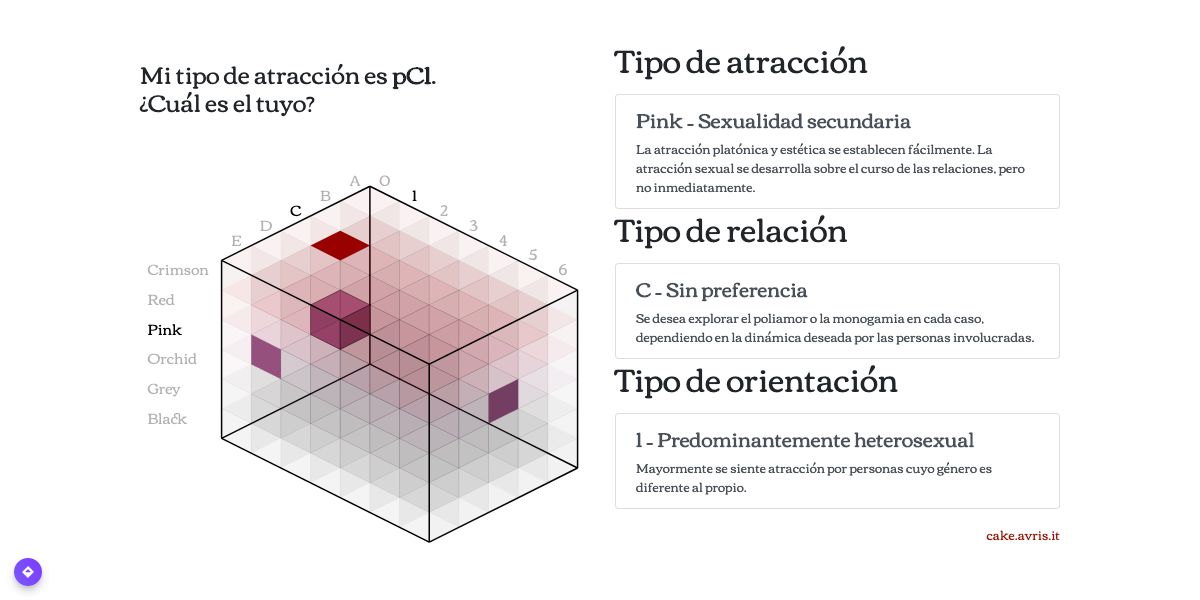 Mi tipo de atracción es pC1.
¿Cuál es el tuyo?
A
B
C
D
E
0
1
2
3
4
5
6
Crimson
Red
Pink
Orchid
Grey
Black
Tipo de atracción
Pink - Sexualidad secundaria
La atracción platónica y estética se establecen fácilmente. La
atracción sexual se desarrolla sobre el curso de las relaciones, pero
no inmediatamente.
Tipo de relación
C - Sin preferencia
Se desea explorar el poliamor o la monogamia en cada caso,
dependiendo en la dinámica deseada por las personas involucradas.
Tipo de orientación
1 - Predominantemente heterosexual
Mayormente se siente atracción por personas cuyo género es
diferente al propio.
cake.avris.it